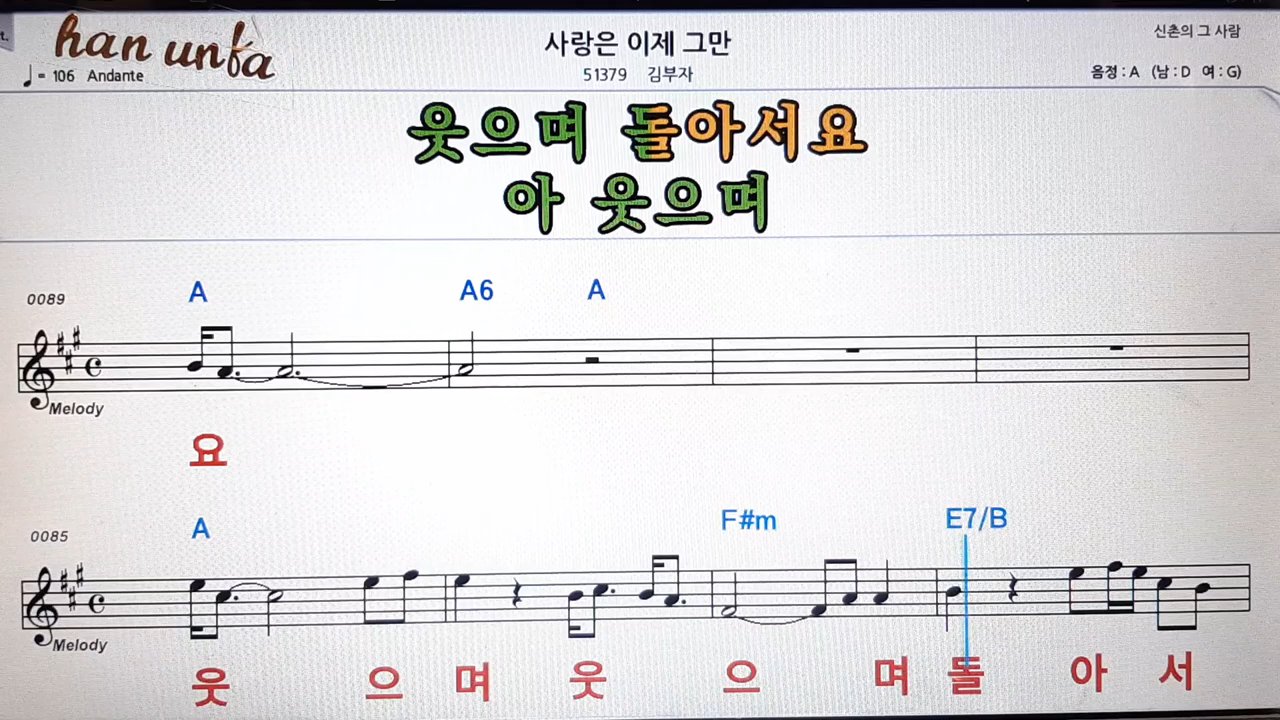 t.
han unfa
♩= 106 Andante
사랑은 이제 그만
51379 김부자
신촌의 그 사람
음정 : A (남 : D 여 : G)
웃으며 돌아서요
아 웃으며
0089
A A6 A
Melody
요
0085
A F#m E7/B
Melody
웃 으 며 웃 으 며 돌 아 서